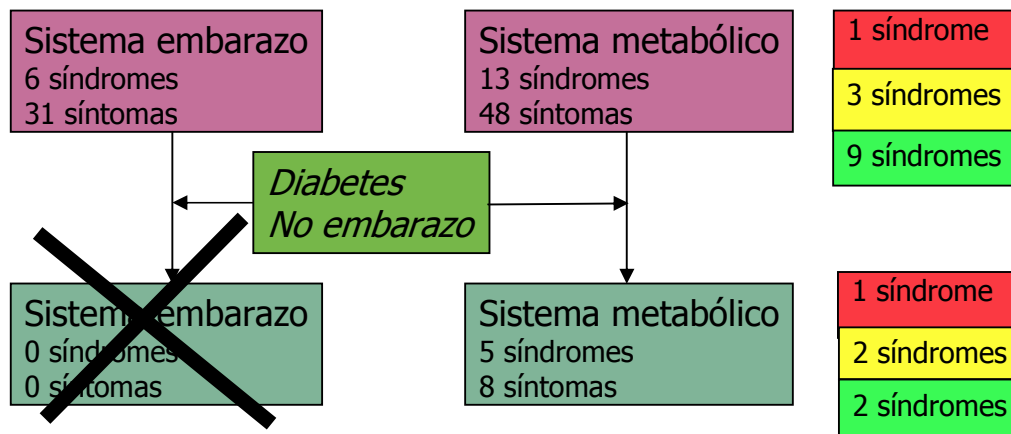 Sistema embarazo
6 síndromes
31 síntomas
Sistema metabólico
13 síndromes
48 síntomas
1 síndrome
3 síndromes
9 síndromes
Diabetes
No embarazo
Sistema embarazo
0 síndromes
0 síntomas
Sistema metabólico
5 síndromes
8 síntomas
1 síndrome
2 síndromes
2 síndromes